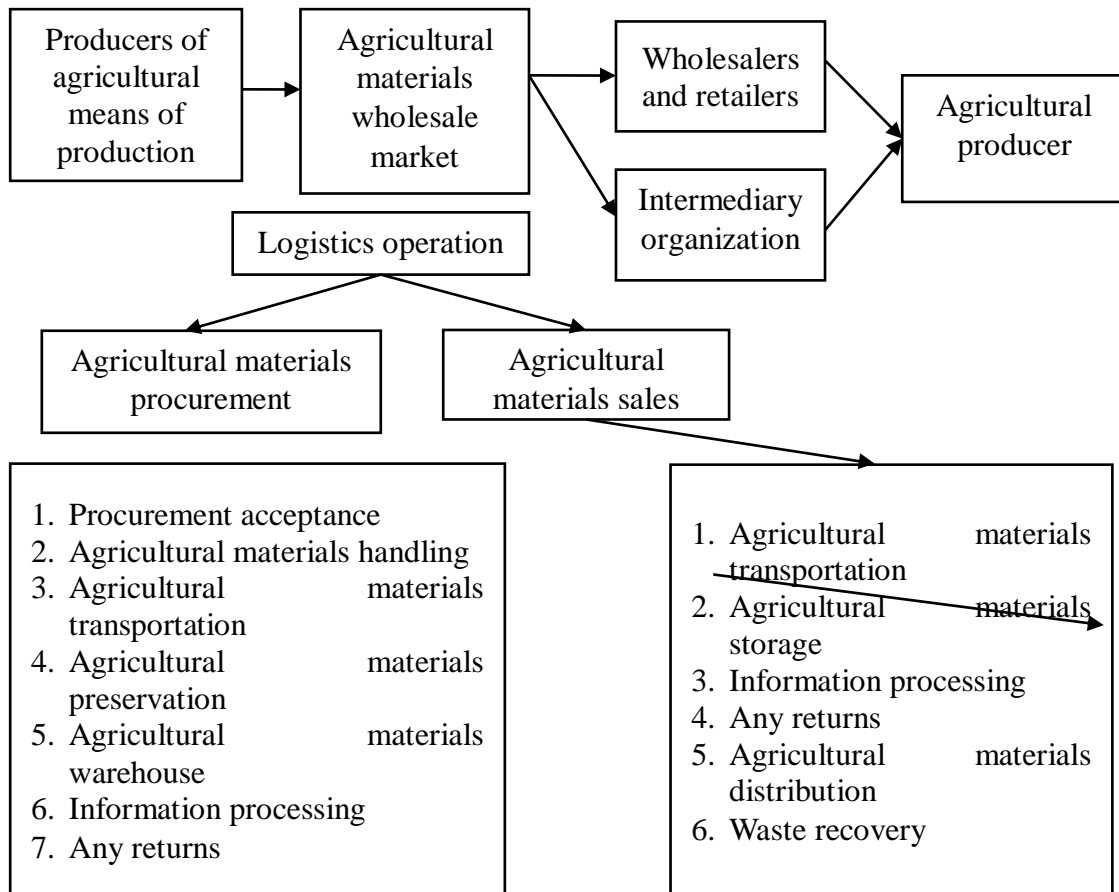 Producers of
agricultural
means of
production
Agricultural
materials
wholesale
market
Wholesalers
and retailers
Agricultural
producer
Intermediary
organization
Logistics operation
Agricultural materials
procurement
Agricultural
materials sales
1. Procurement acceptance
2. Agricultural materials handling
3. Agricultural materials
transportation
4. Agricultural materials
preservation
5. Agricultural materials
warehouse
6. Information processing
7. Any returns
1. Agricultural materials
transportation
2. Agricultural materials
storage
3. Information processing
4. Any returns
5. Agricultural materials
distribution
6. Waste recovery